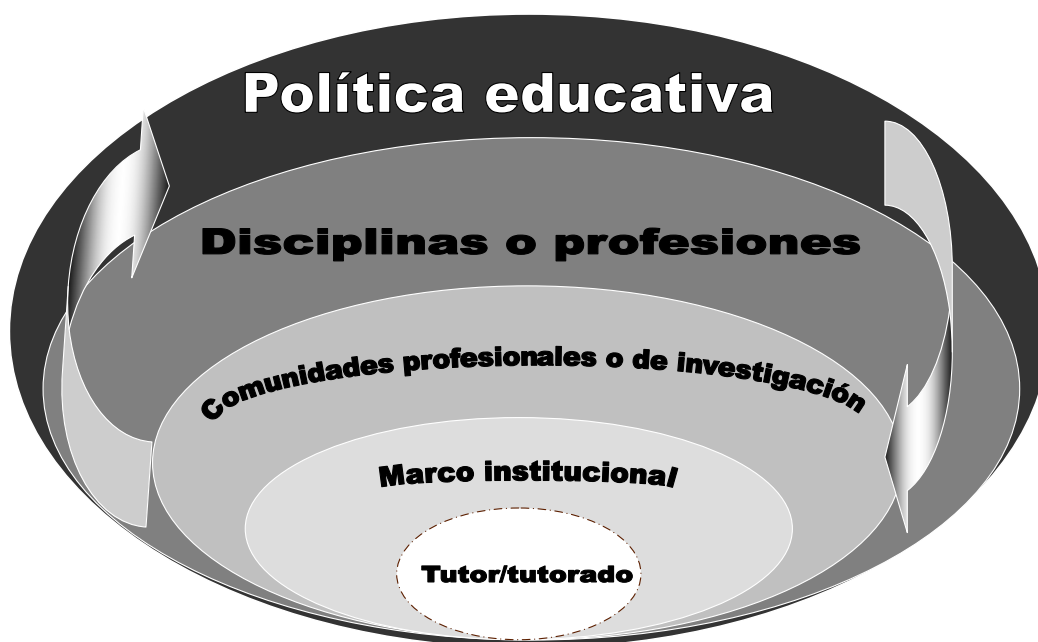 Política educativa
Disciplinas o profesiones
Comunidades profesionales o de investigación
Marco institucional
Tutor/tutorado